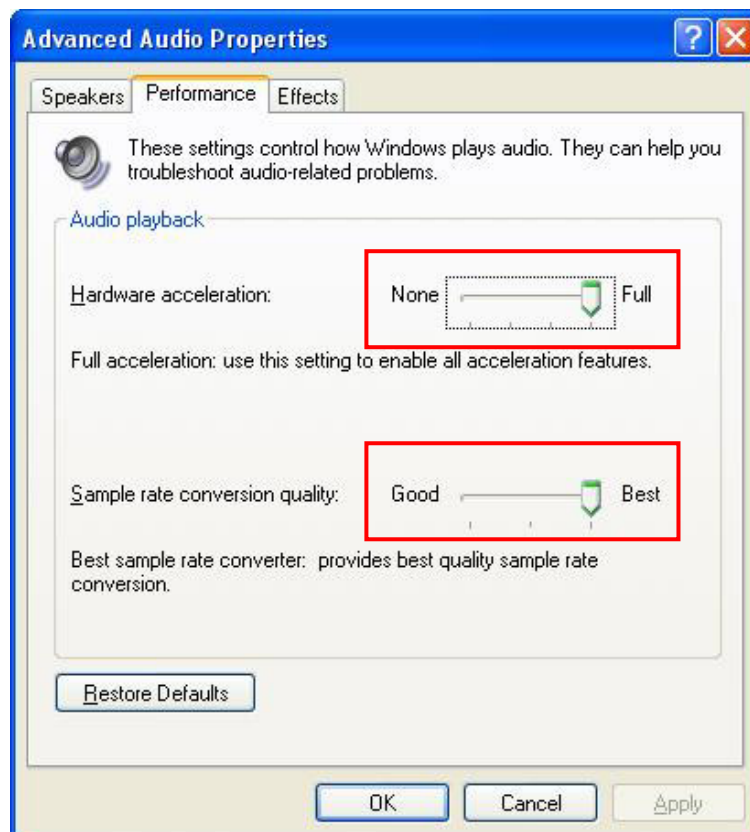 Advanced Audio Properties
Speakers Performance Effects
These settings control how Windows plays audio. They can help you
troubleshoot audio-related problems.
Audio playback
Hardware acceleration: None Full
Full acceleration: use this setting to enable all acceleration features.
Sample rate conversion quality: Good Best
Best sample rate converter: provides best quality sample rate
conversion.
Restore Defaults
OK Cancel Apply